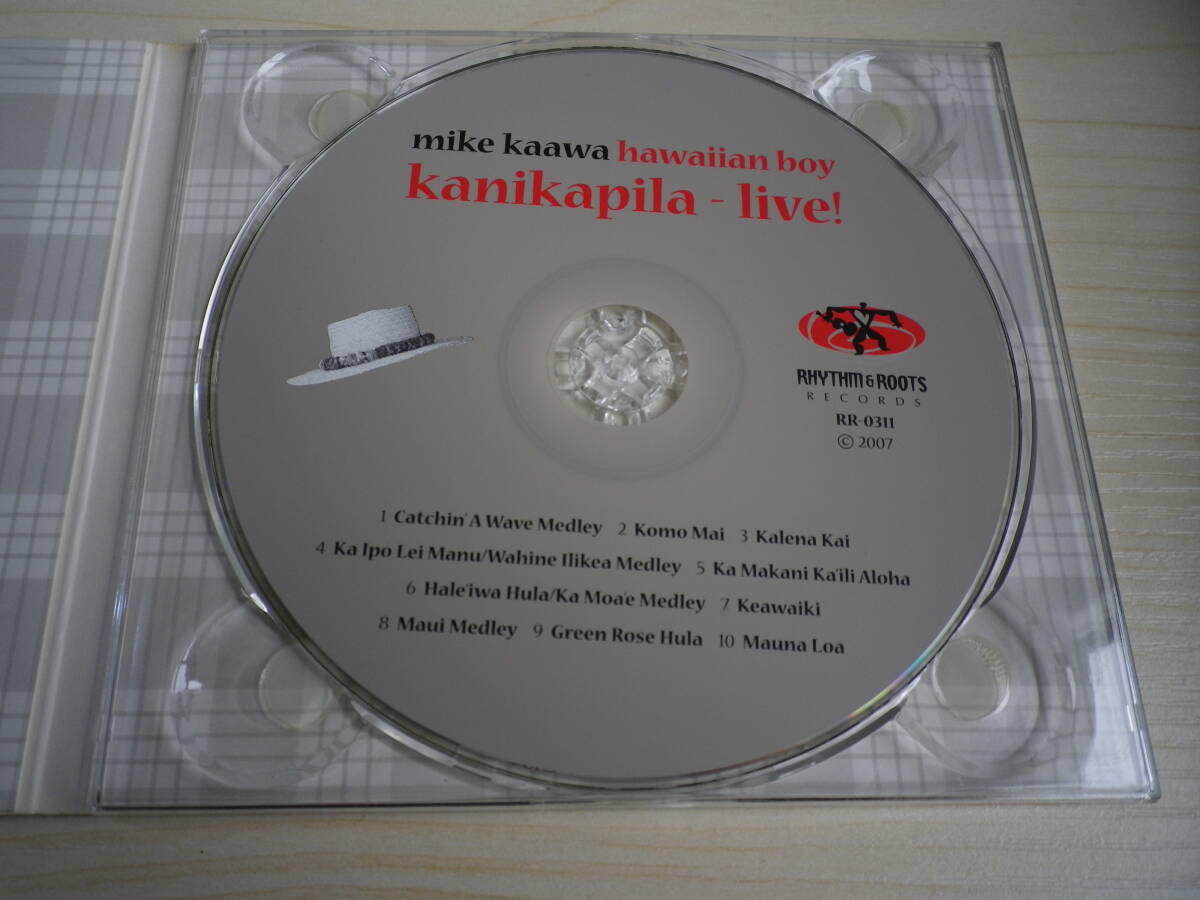 mike kaawa hawaiian boy
kanikapila - live!
RHYTHM & ROOTS
RECORDS
RR-0311
© 2007
1 Catchin' A Wave Medley 2 Komo Mai 3 Kalena Kai
4 Ka Ipo Lei Manu/Wahine Ilikea Medley 5 Ka Makani Ka'ili Aloha
6 Hale'iwa Hula/Ka Moa'e Medley 7 Keawaiki
8 Maui Medley 9 Green Rose Hula 10 Mauna Loa